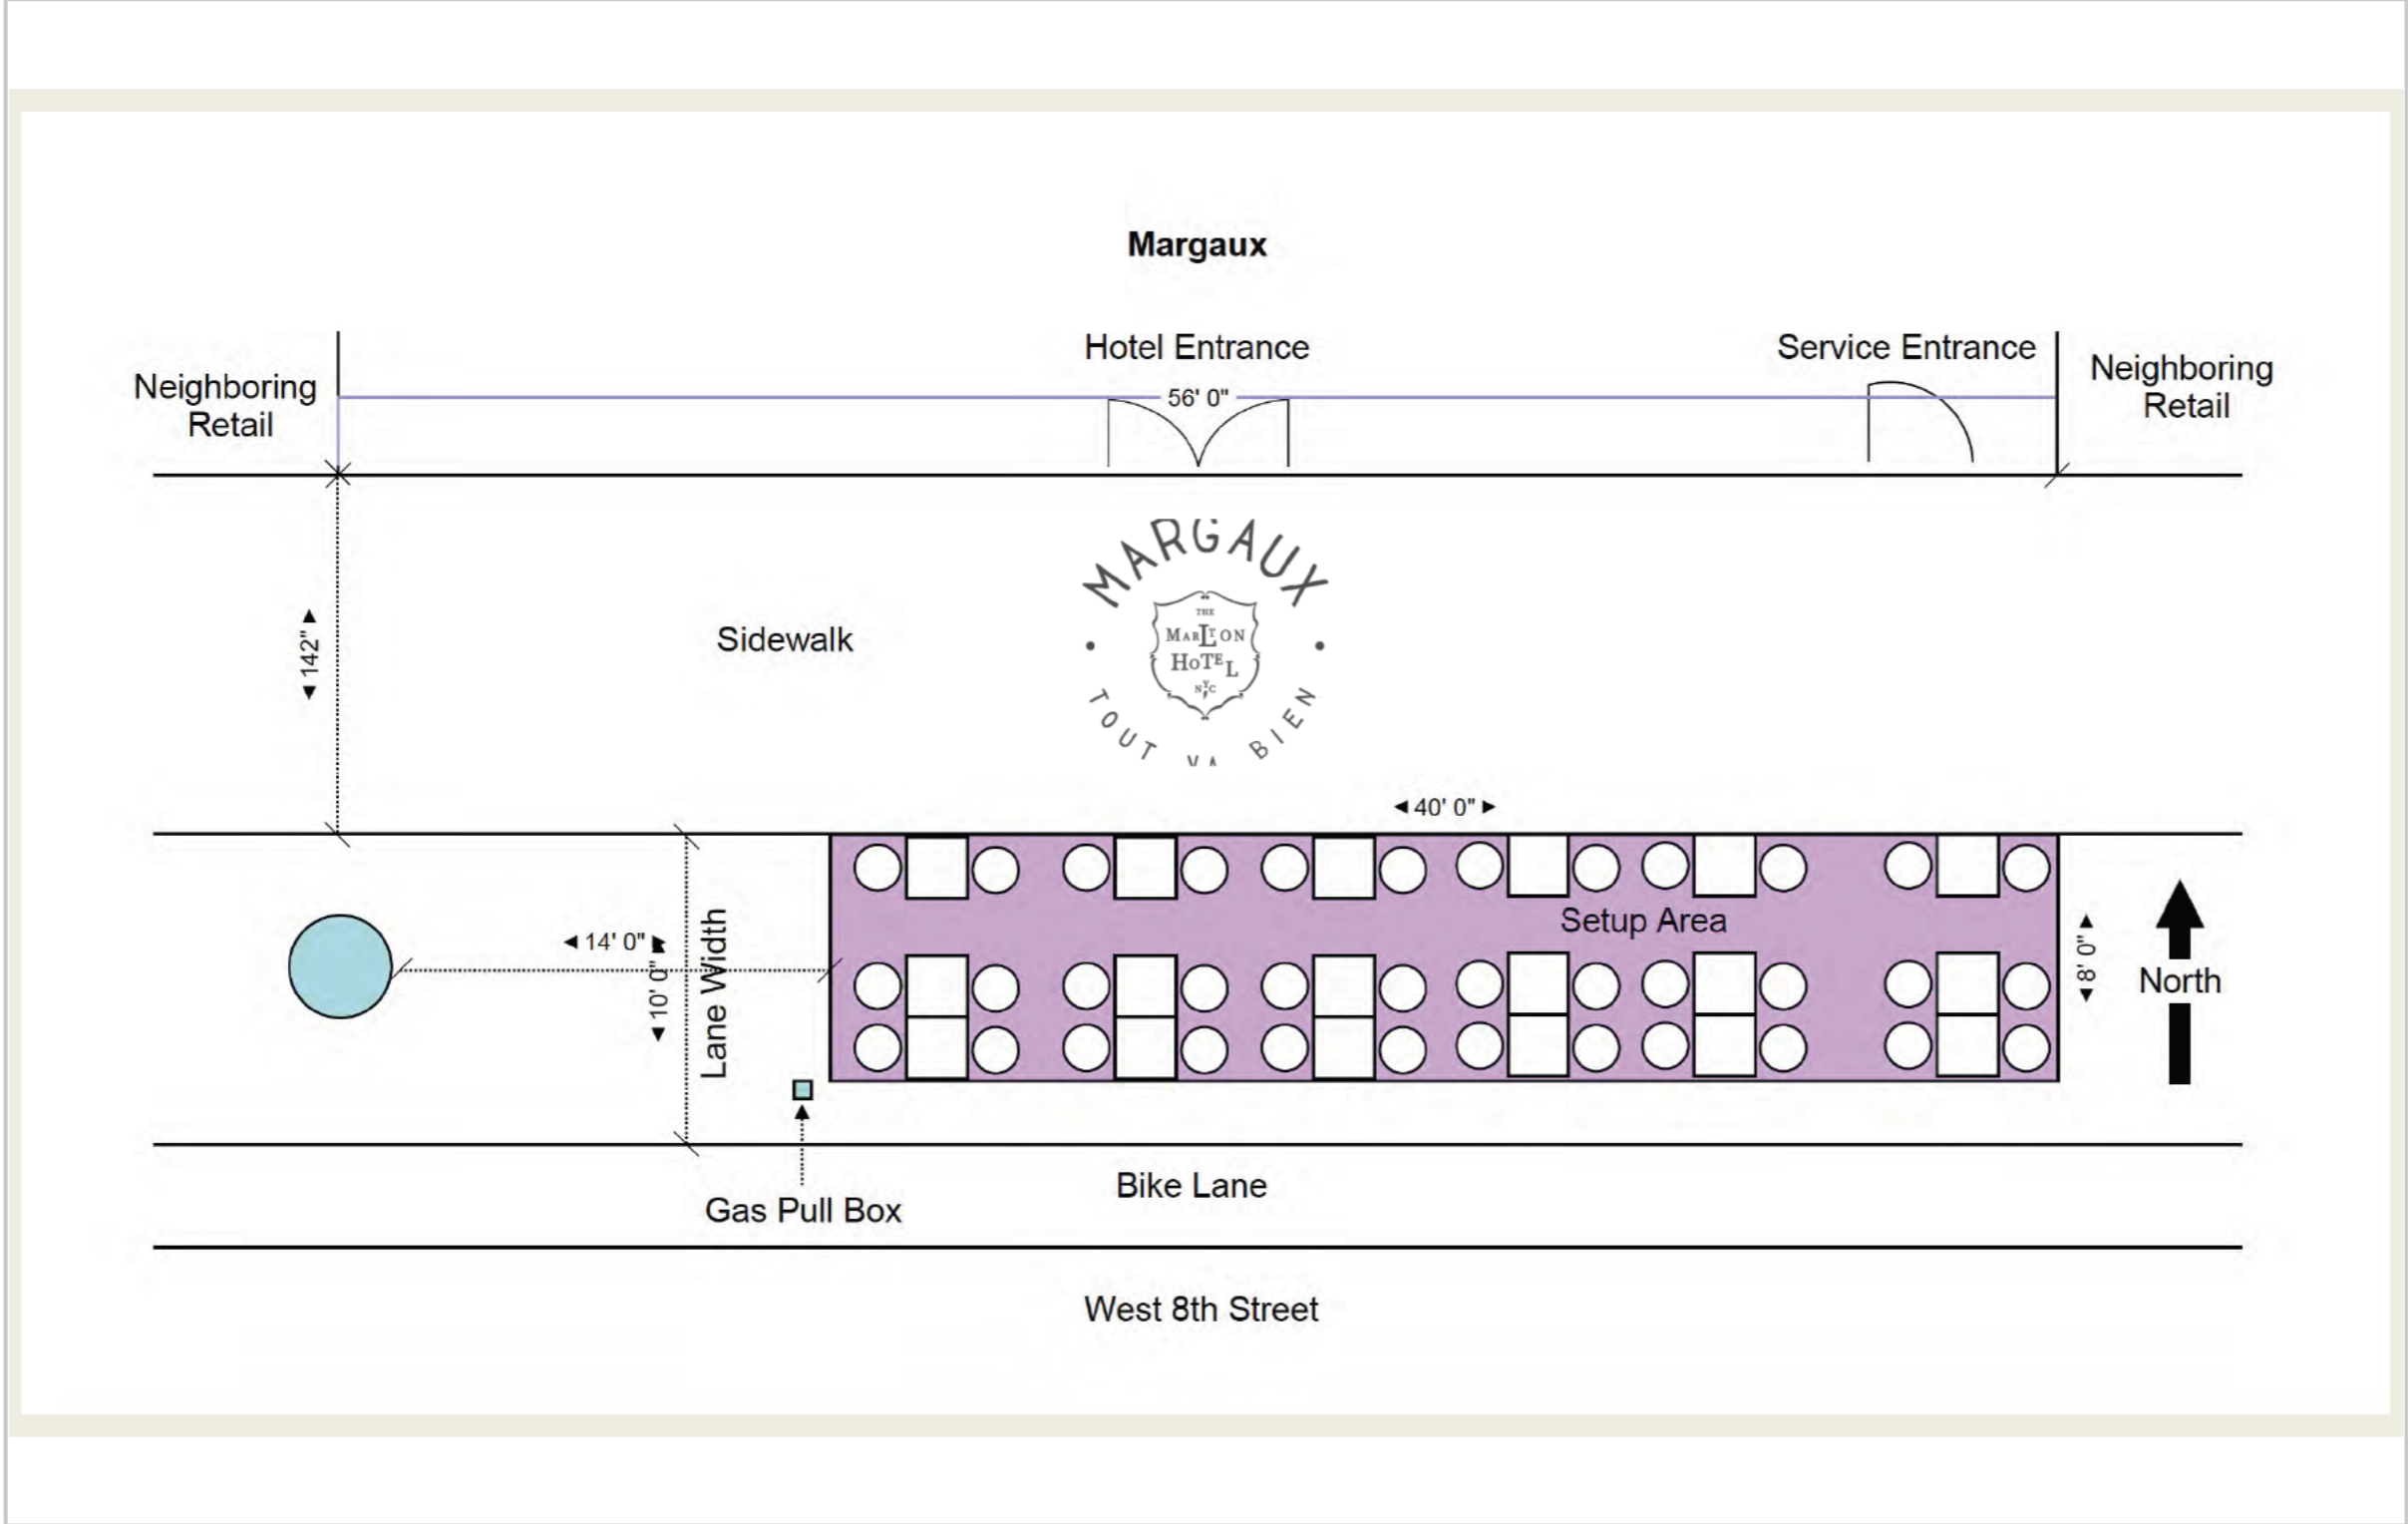 Margaux
Hotel Entrance
Service Entrance
Neighboring
Retail
56' 0"
Neighboring
Retail
MARGAUX
THE
MARLTON
HOTEL
NYC
TOUT VA BIEN
142"
Sidewalk
40' 0"
Setup Area
14' 0"
10' 0"
Lane Width
8' 0"
North
Gas Pull Box
Bike Lane
West 8th Street